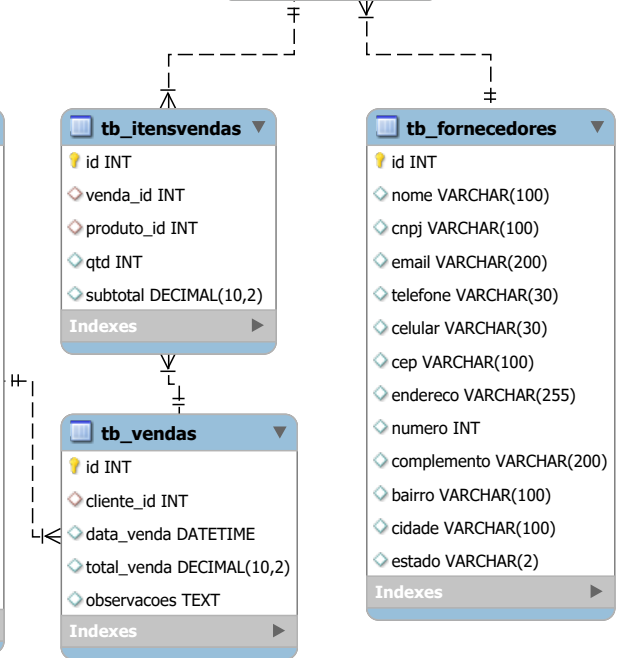 tb_itensvendas
id INT
venda_id INT
produto_id INT
qtd INT
subtotal DECIMAL(10,2)
Indexes
tb_vendas
id INT
cliente_id INT
data_venda DATETIME
total_venda DECIMAL(10,2)
observacoes TEXT
Indexes
tb_fornecedores
id INT
nome VARCHAR(100)
cnpj VARCHAR(100)
email VARCHAR(200)
telefone VARCHAR(30)
celular VARCHAR(30)
cep VARCHAR(100)
endereco VARCHAR(255)
numero INT
complemento VARCHAR(200)
bairro VARCHAR(100)
cidade VARCHAR(100)
estado VARCHAR(2)
Indexes